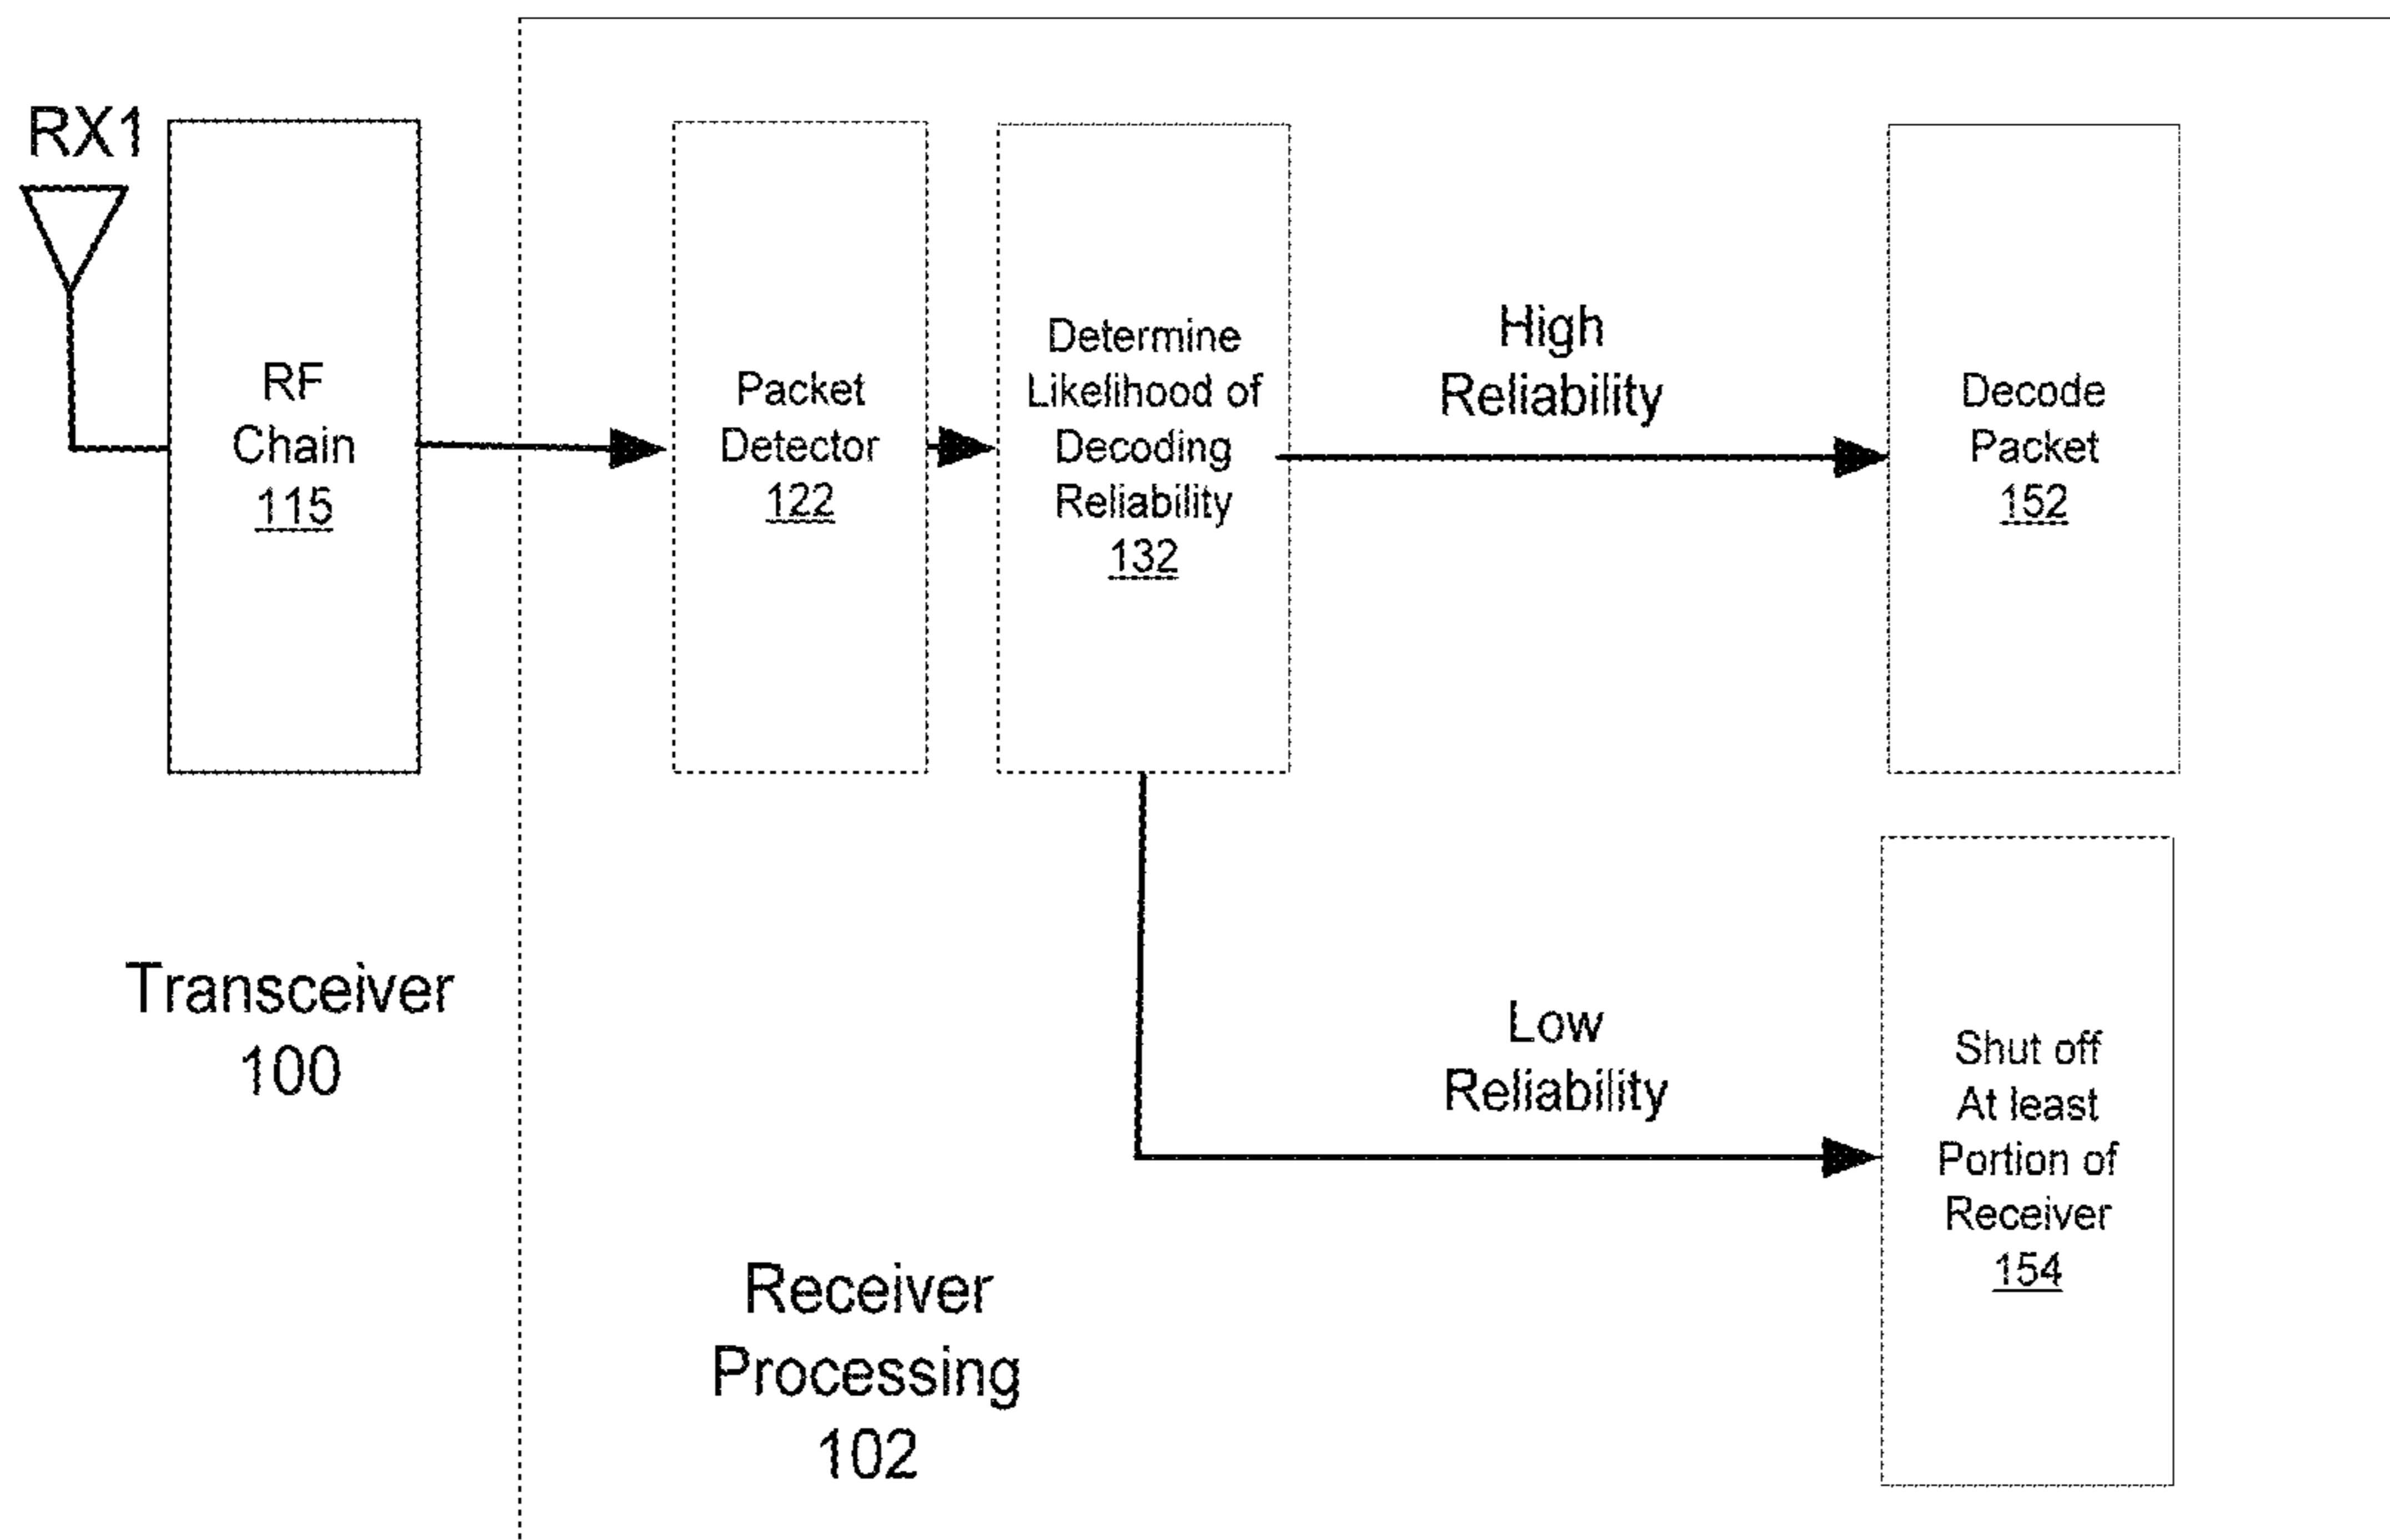 RX1
RF
Chain
115
Packet
Detector
122
Determine
Likelihood of
Decoding
Reliability
132
High
Reliability
Decode
Packet
152
Transceiver
100
Low
Reliability
Shut off
At least
Portion of
Receiver
154
Receiver
Processing
102